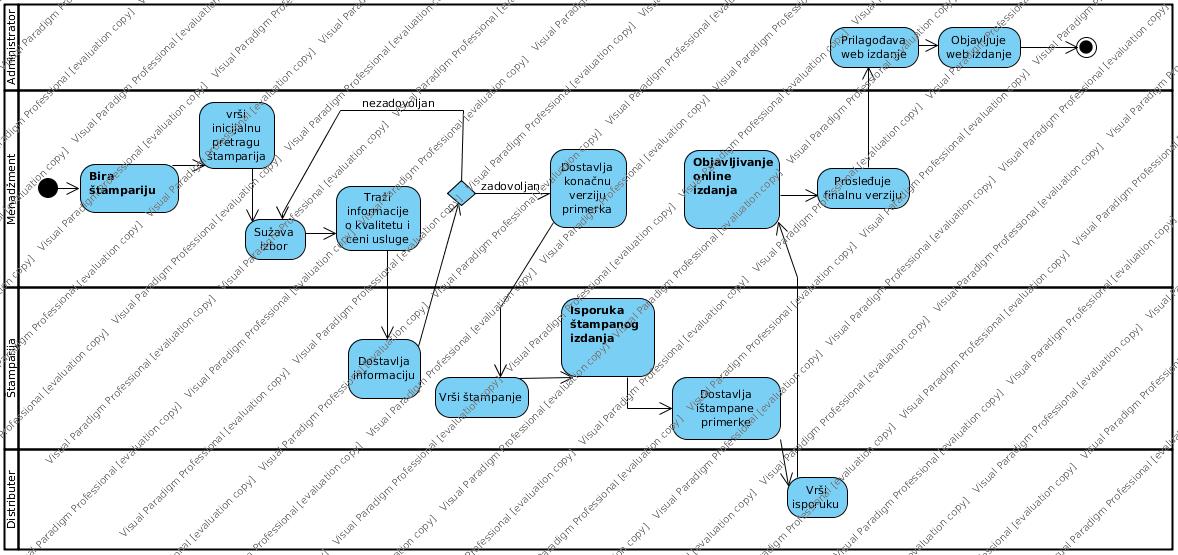 Administrator
Prilagođava
web izdanje
Objavljuje
web izdanje
Menadžment
Bira
štampariju
vrši
inicijalnu
pretragu
štamparija
Sužava
izbor
Traži
informacije
o kvalitetu i
ceni usluge
nezadovoljan
zadovoljan
Dostavlja
konačnu
verziju
primerka
Objavljivanje
online
izdanja
Prosleđuje
finalnu verziju
Štamparija
Dostavlja
informaciju
Vrši štampanje
Isporuka
štampanog
izdanja
Dostavlja
ištampane
primerke
Distributer
Vrši
isporuku
Visual Paradigm Professional [evaluation copy]